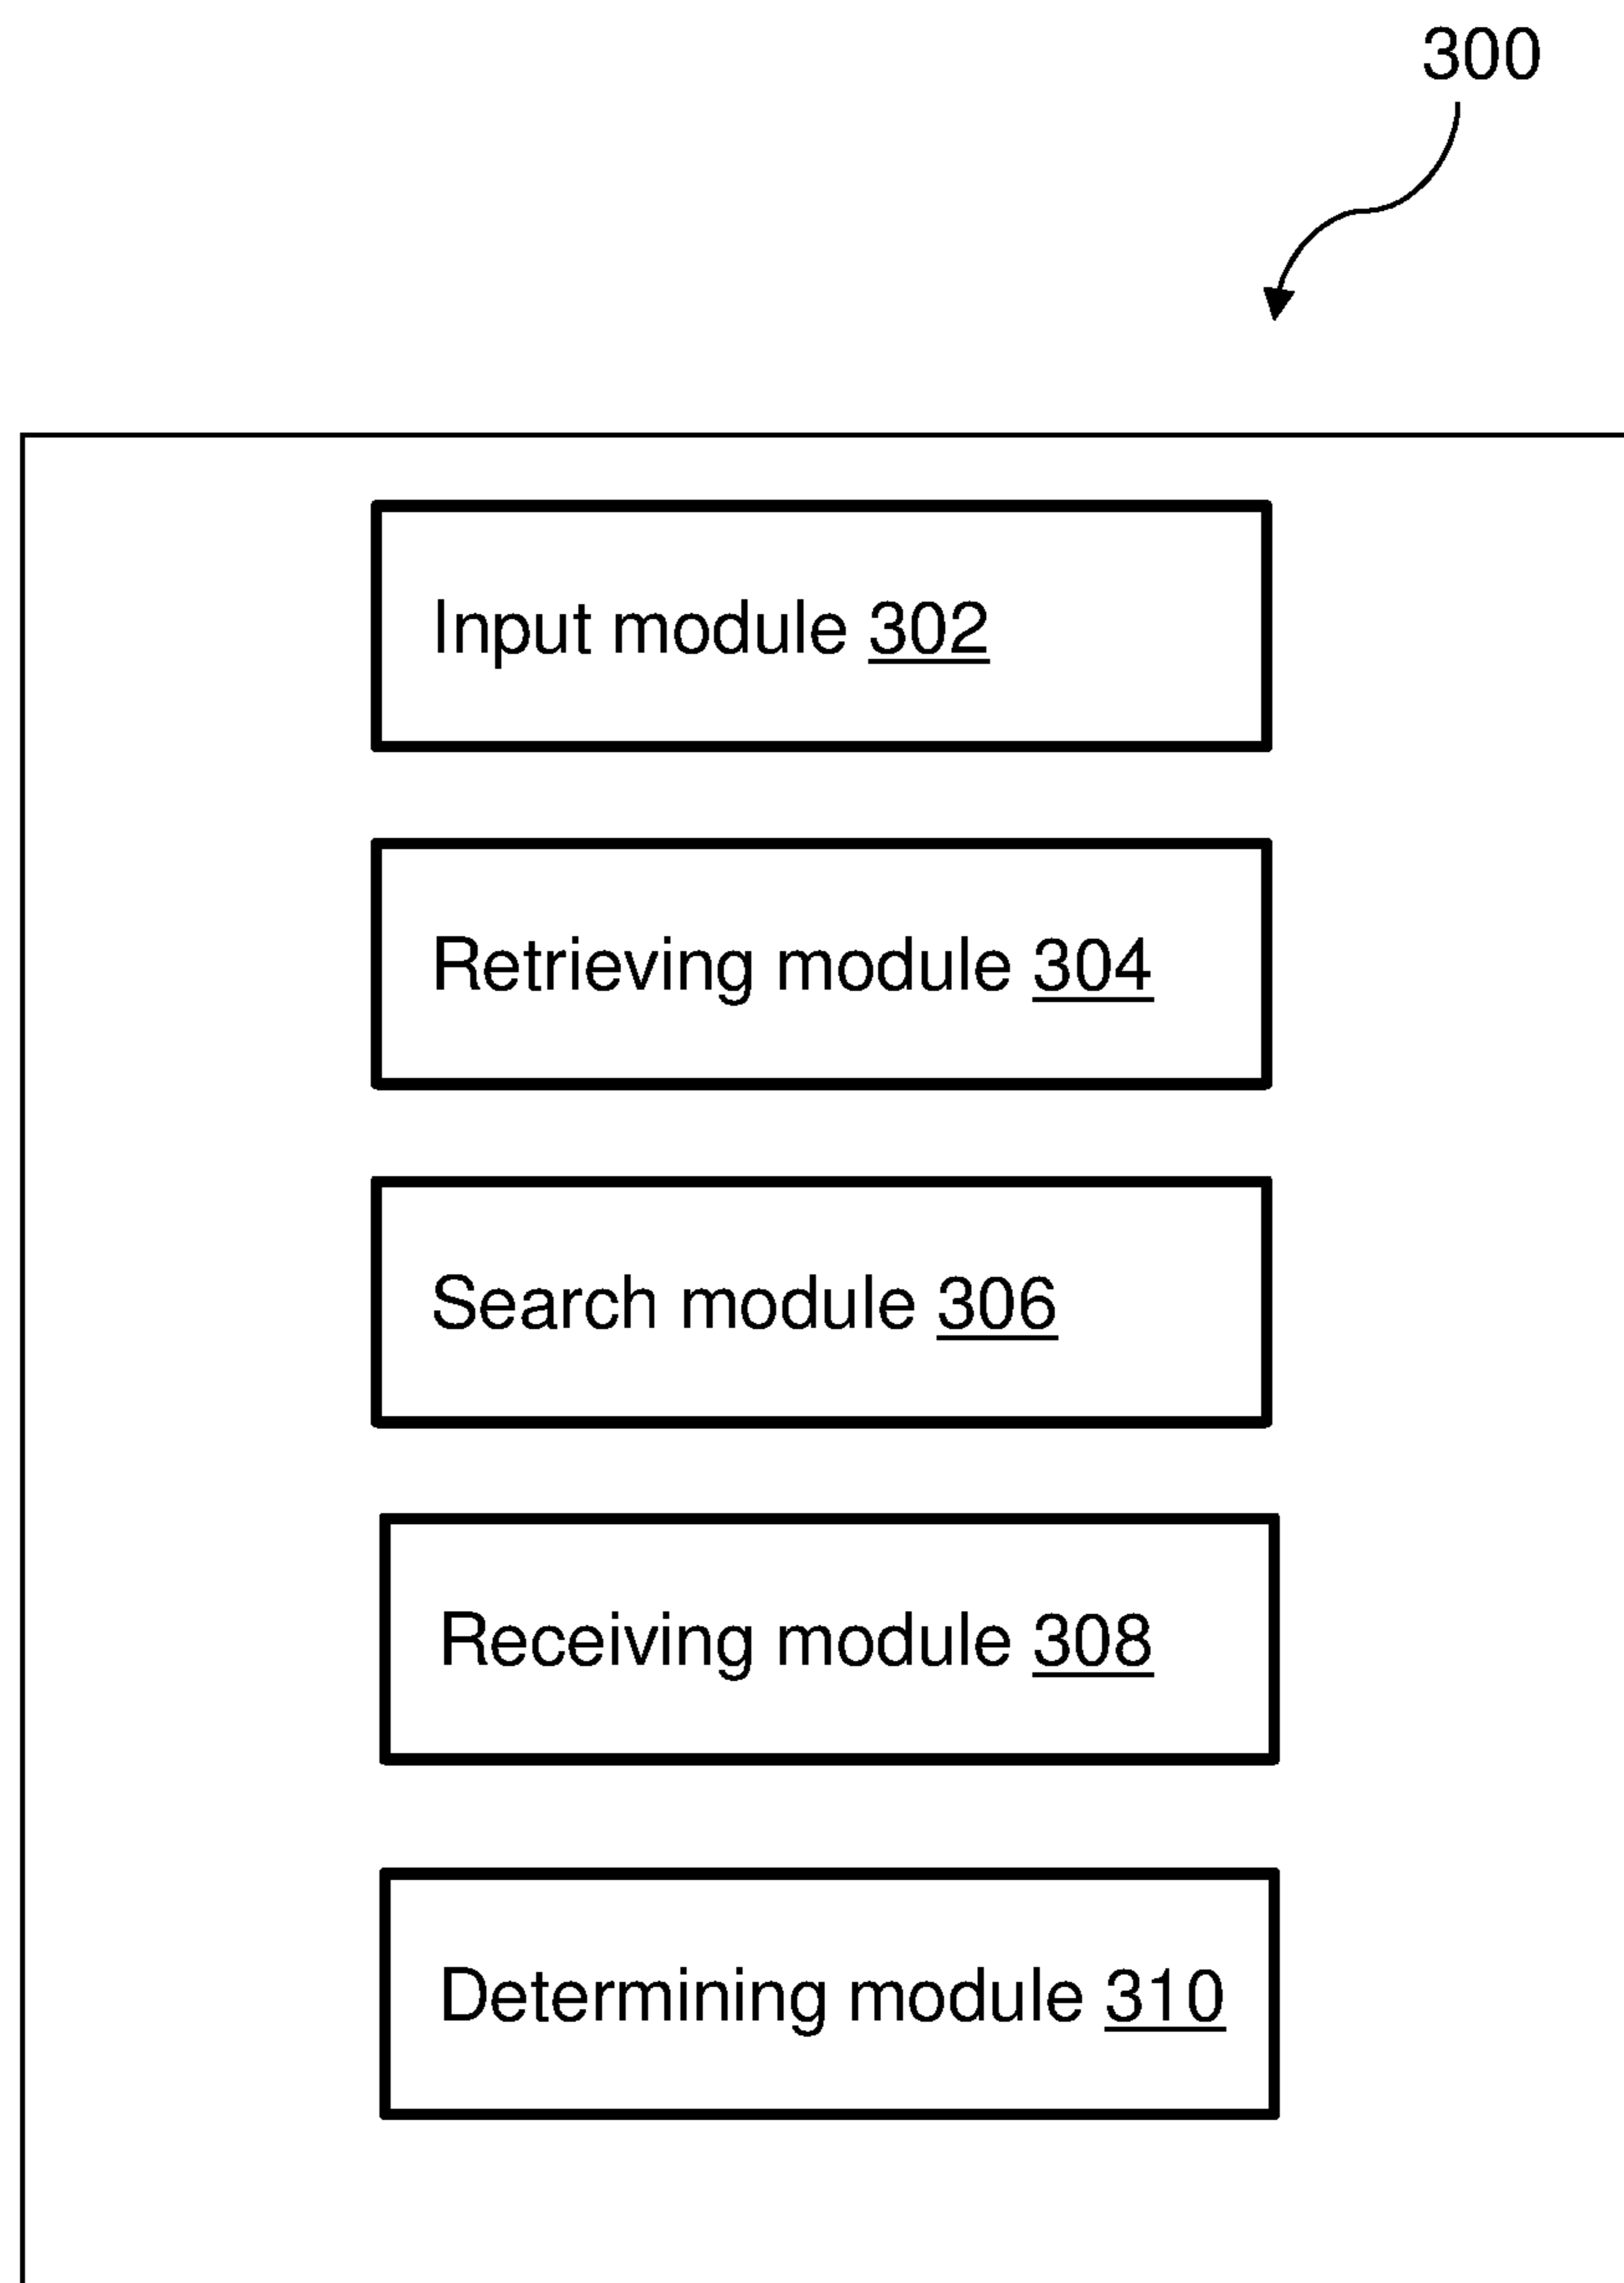 300
Input module 302
Retrieving module 304
Search module 306
Receiving module 308
Determining module 310